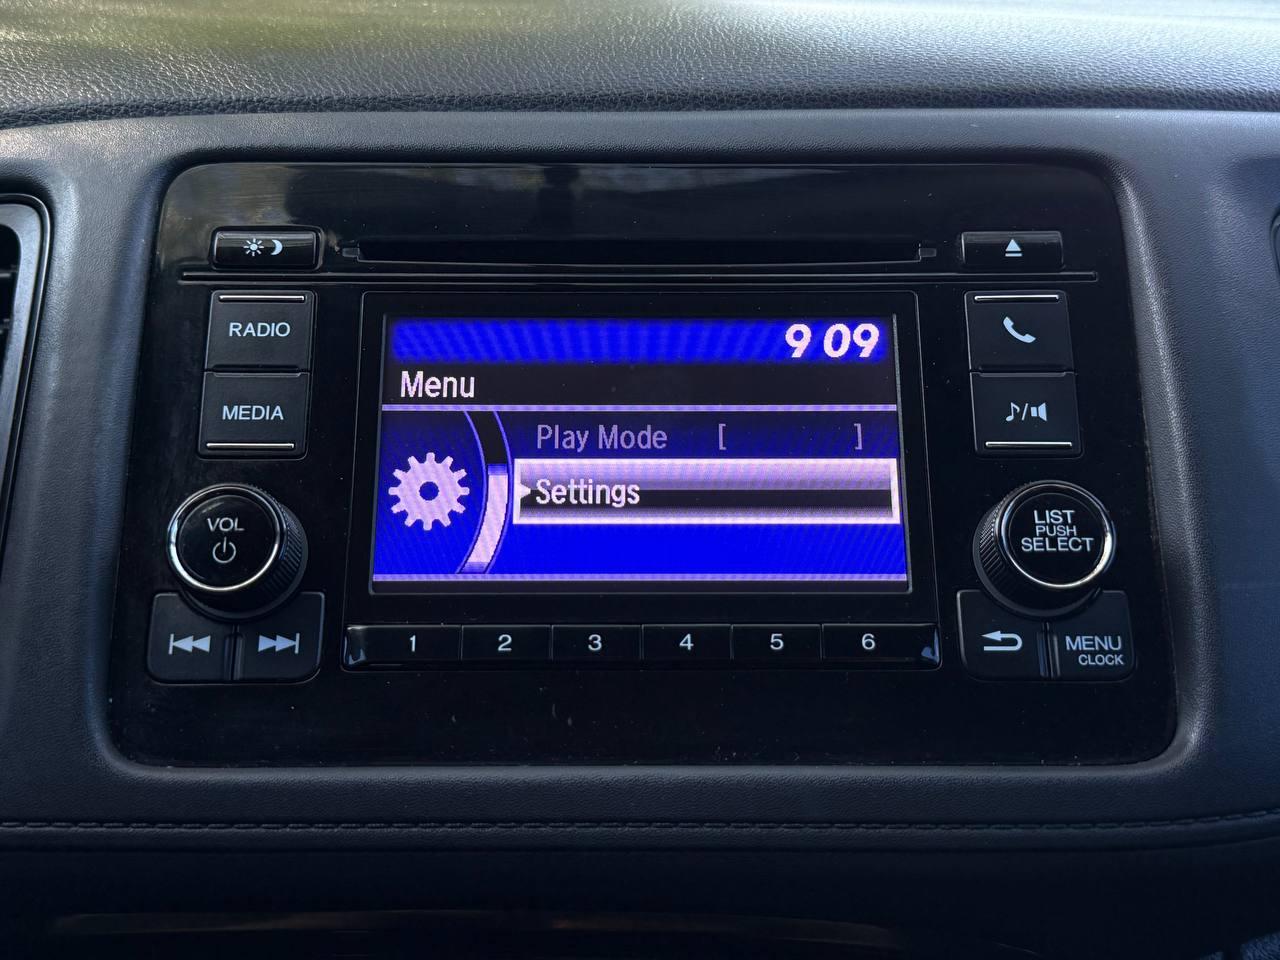 RADIO
MEDIA
9 09
Menu
Play Mode [ ]
Settings
VOL
LIST
PUSH
SELECT
1 2 3 4 5 6
MENU
CLOCK